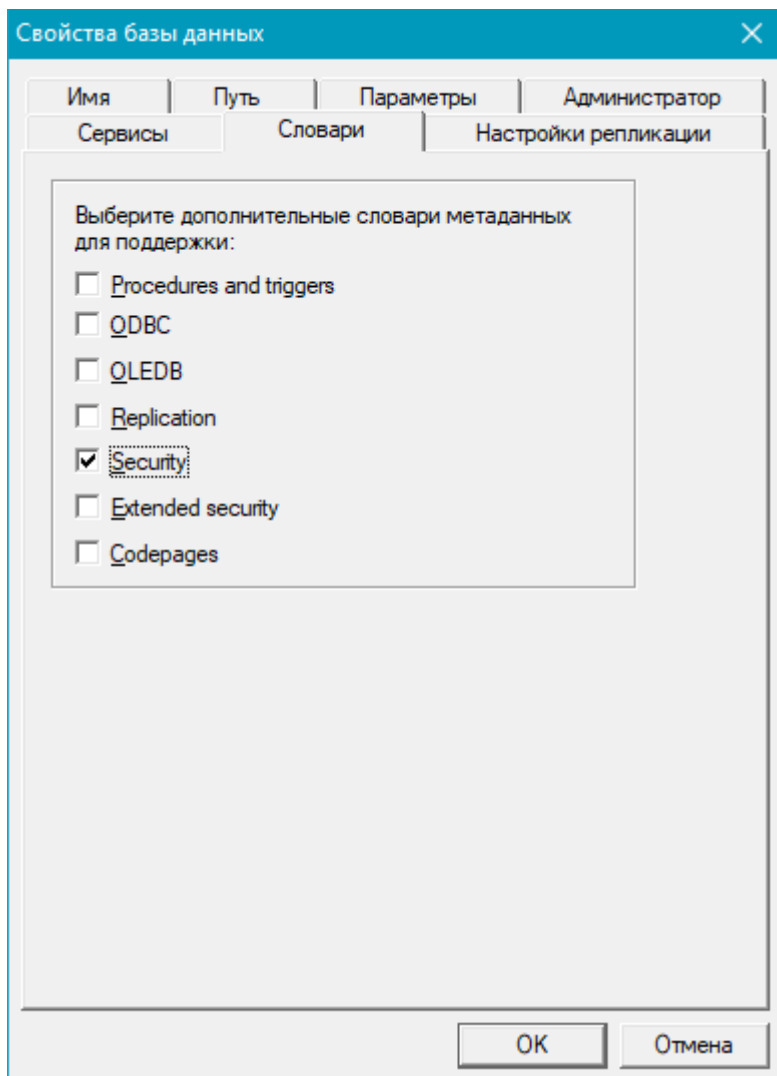 Свойства базы данных
Имя Путь Параметры Администратор
Сервисы Словари Настройки репликации
Выберите дополнительные словари метаданных
для поддержки:
Procedures and triggers
ODBC
OLEDB
Replication
Security
Extended security
Codepages
OK Отмена